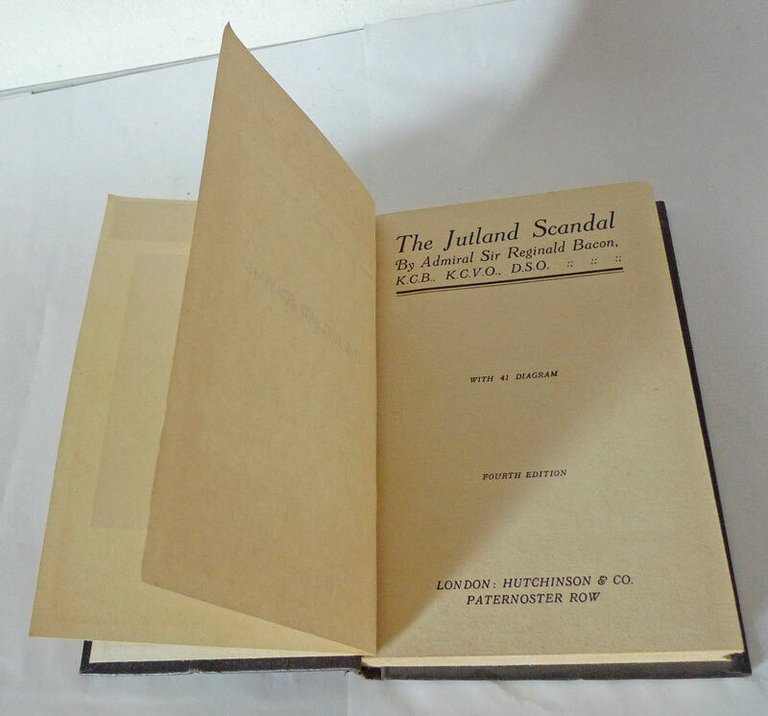 The Jutland Scandal
By Admiral Sir Reginald Bacon,
K.C.B., K.C.V.O., D.S.O. :: :: ::
WITH 41 DIAGRAM
FOURTH EDITION
LONDON: HUTCHINSON & CO.
PATERNOSTER ROW